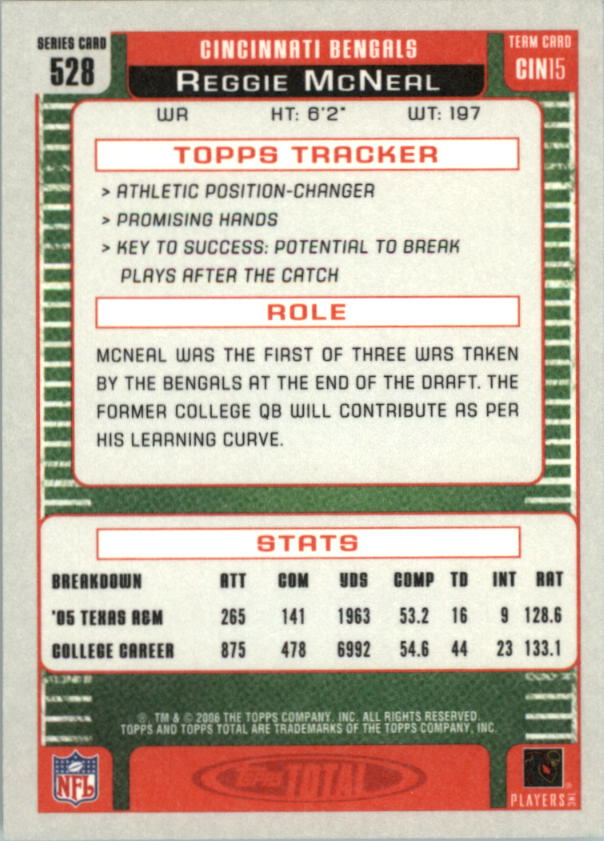 SERIES CARD
528
CINCINNATI BENGALS
REGGIE MCNEAL
TEAM CARD
CIN15
WR HT: 6'2" WT: 197
TOPPS TRACKER
> ATHLETIC POSITION-CHANGER
> PROMISING HANDS
> KEY TO SUCCESS: POTENTIAL TO BREAK
PLAYS AFTER THE CATCH
ROLE
MCNEAL WAS THE FIRST OF THREE WRS TAKEN
BY THE BENGALS AT THE END OF THE DRAFT. THE
FORMER COLLEGE QB WILL CONTRIBUTE AS PER
HIS LEARNING CURVE.
STATS
BREAKDOWN ATT COM YDS COMP TD INT RAT
'05 TEXAS A&M 265 141 1963 53.2 16 9 128.6
COLLEGE CAREER 875 478 6992 54.6 44 23 133.1
®, TM & © 2006 THE TOPPS COMPANY, INC. ALL RIGHTS RESERVED.
TOPPS AND TOPPS TOTAL ARE TRADEMARKS OF THE TOPPS COMPANY, INC.
NFL
Topps TOTAL
PLAYERS INC